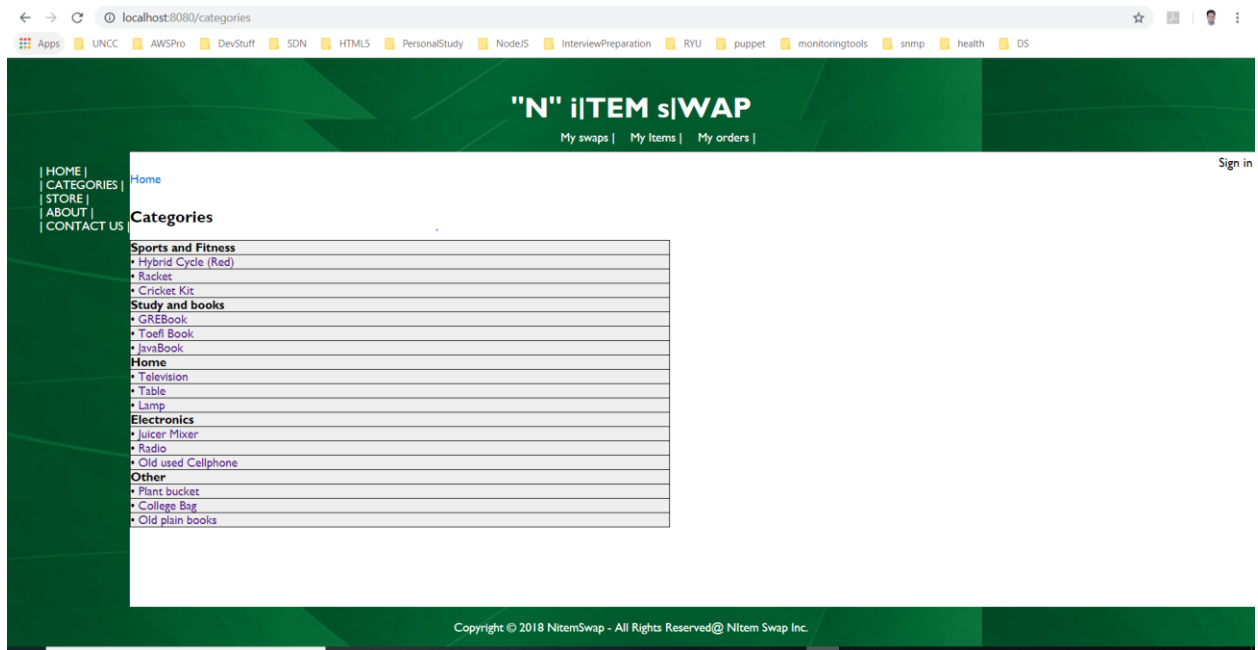 localhost:8080/categories
Apps UNCC AWSPro DevStuff SDN HTML5 PersonalStudy NodeJS InterviewPreparation RYU puppet monitoringtools snmp health DS
"N" i|TEM s|WAP
My swaps | My Items | My orders |
Sign in
| HOME |
| CATEGORIES |
| STORE |
| ABOUT |
| CONTACT US |
Home
Categories
Sports and Fitness
• Hybrid Cycle (Red)
• Racket
• Cricket Kit
Study and books
• GREBook
• Toefl Book
• JavaBook
Home
• Television
• Table
• Lamp
Electronics
• Juicer Mixer
• Radio
• Old used Cellphone
Other
• Plant bucket
• College Bag
• Old plain books
Copyright © 2018 NitemSwap - All Rights Reserved@ NItem Swap Inc.